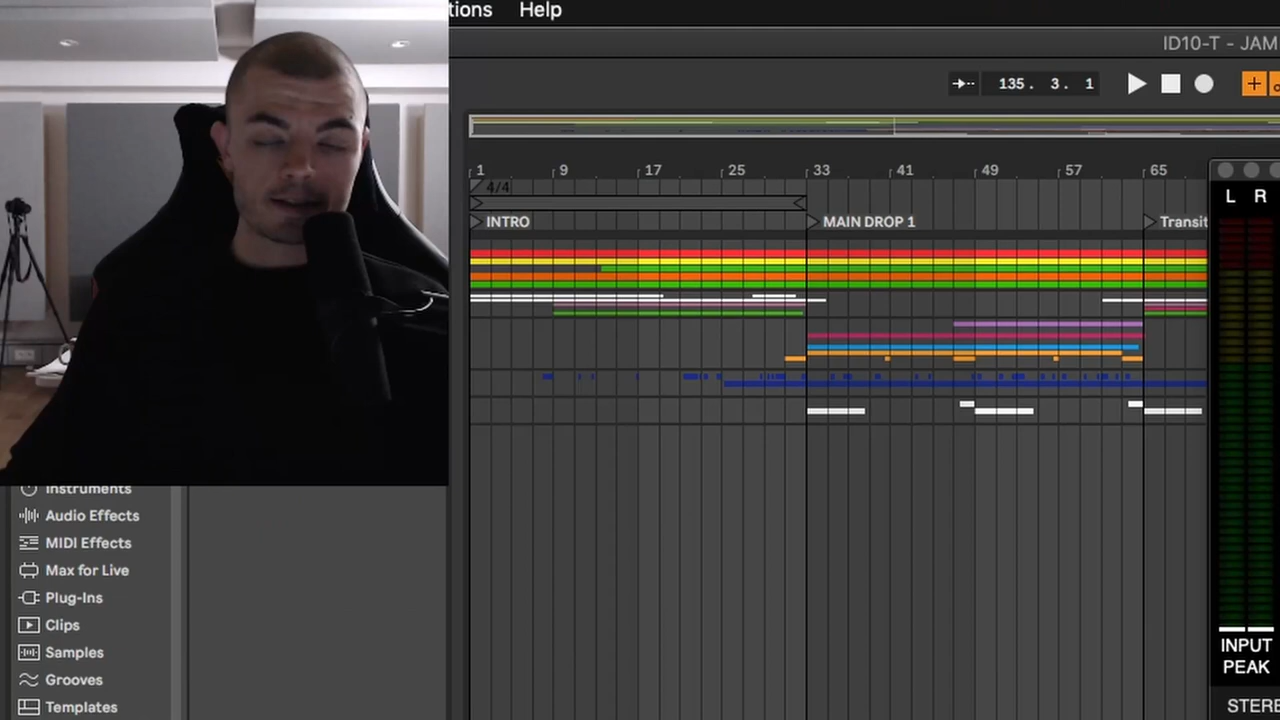 tions Help
ID10-T - JAM
135. 3. 1
1 9 17 25 33 41 49 57 65
4/4
L R
INTRO MAIN DROP 1 Transit
Instruments
Audio Effects
MIDI Effects
Max for Live
Plug-Ins
Clips
Samples
Grooves
Templates
INPUT
PEAK
STERE